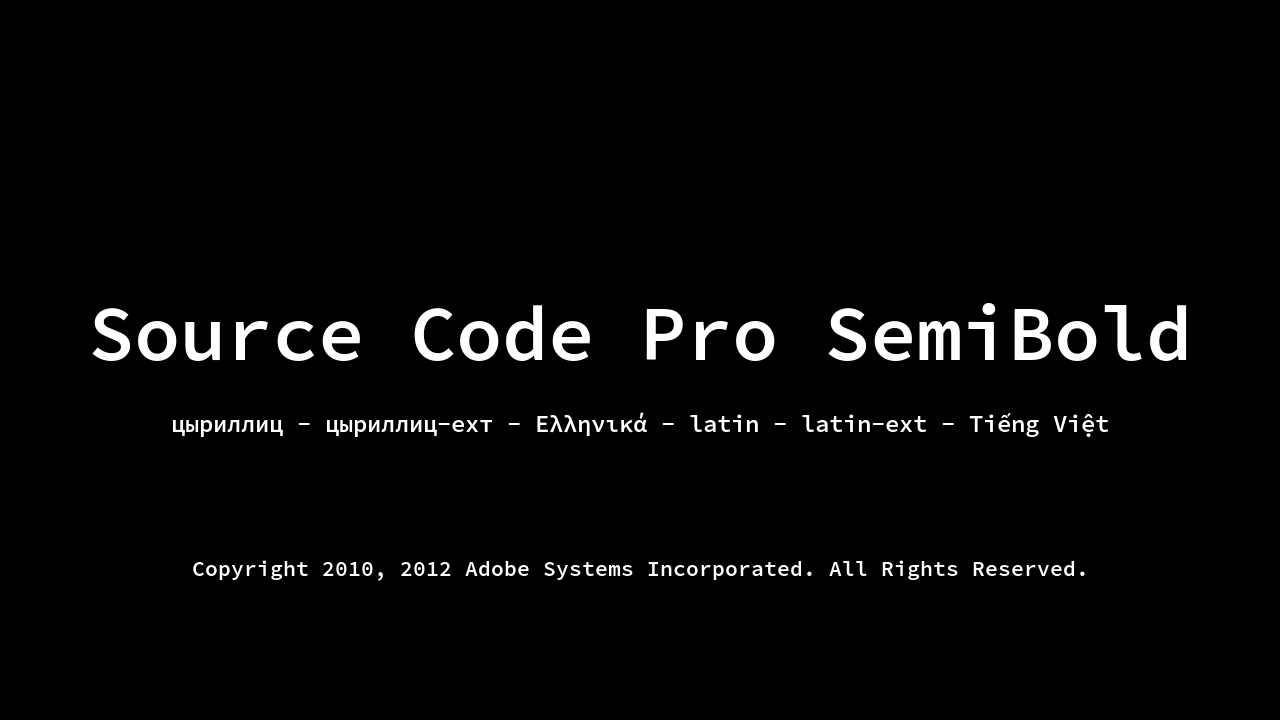 Source Code Pro SemiBold
цыриллиц - цыриллиц-ехт - Ελληνικά - latin - latin-ext - Tiếng Việt
Copyright 2010, 2012 Adobe Systems Incorporated. All Rights Reserved.